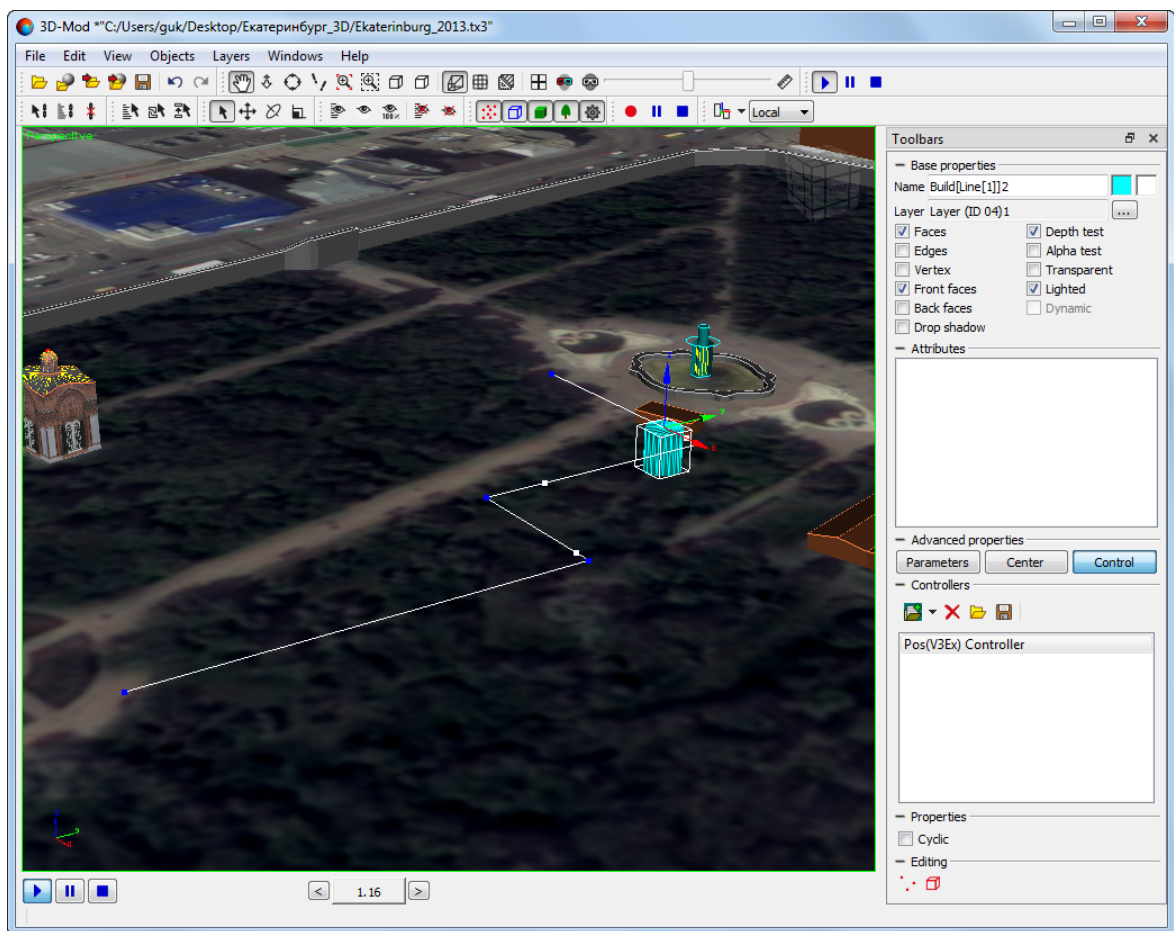 3D-Mod *"C:/Users/guk/Desktop/Екатеринбург_3D/Ekaterinburg_2013.tx3"
File Edit View Objects Layers Windows Help
100%
Local
Perspective
Toolbars
Base properties
Name Build[Line[1]]2
Layer Layer (ID 04)1 ...
Faces Depth test
Edges Alpha test
Vertex Transparent
Front faces Lighted
Back faces Dynamic
Drop shadow
Attributes
z
y
x
Advanced properties
Parameters Center Control
Controllers
Pos(V3Ex) Controller
Properties
z
y
x
Cyclic
Editing
< 1.16 >